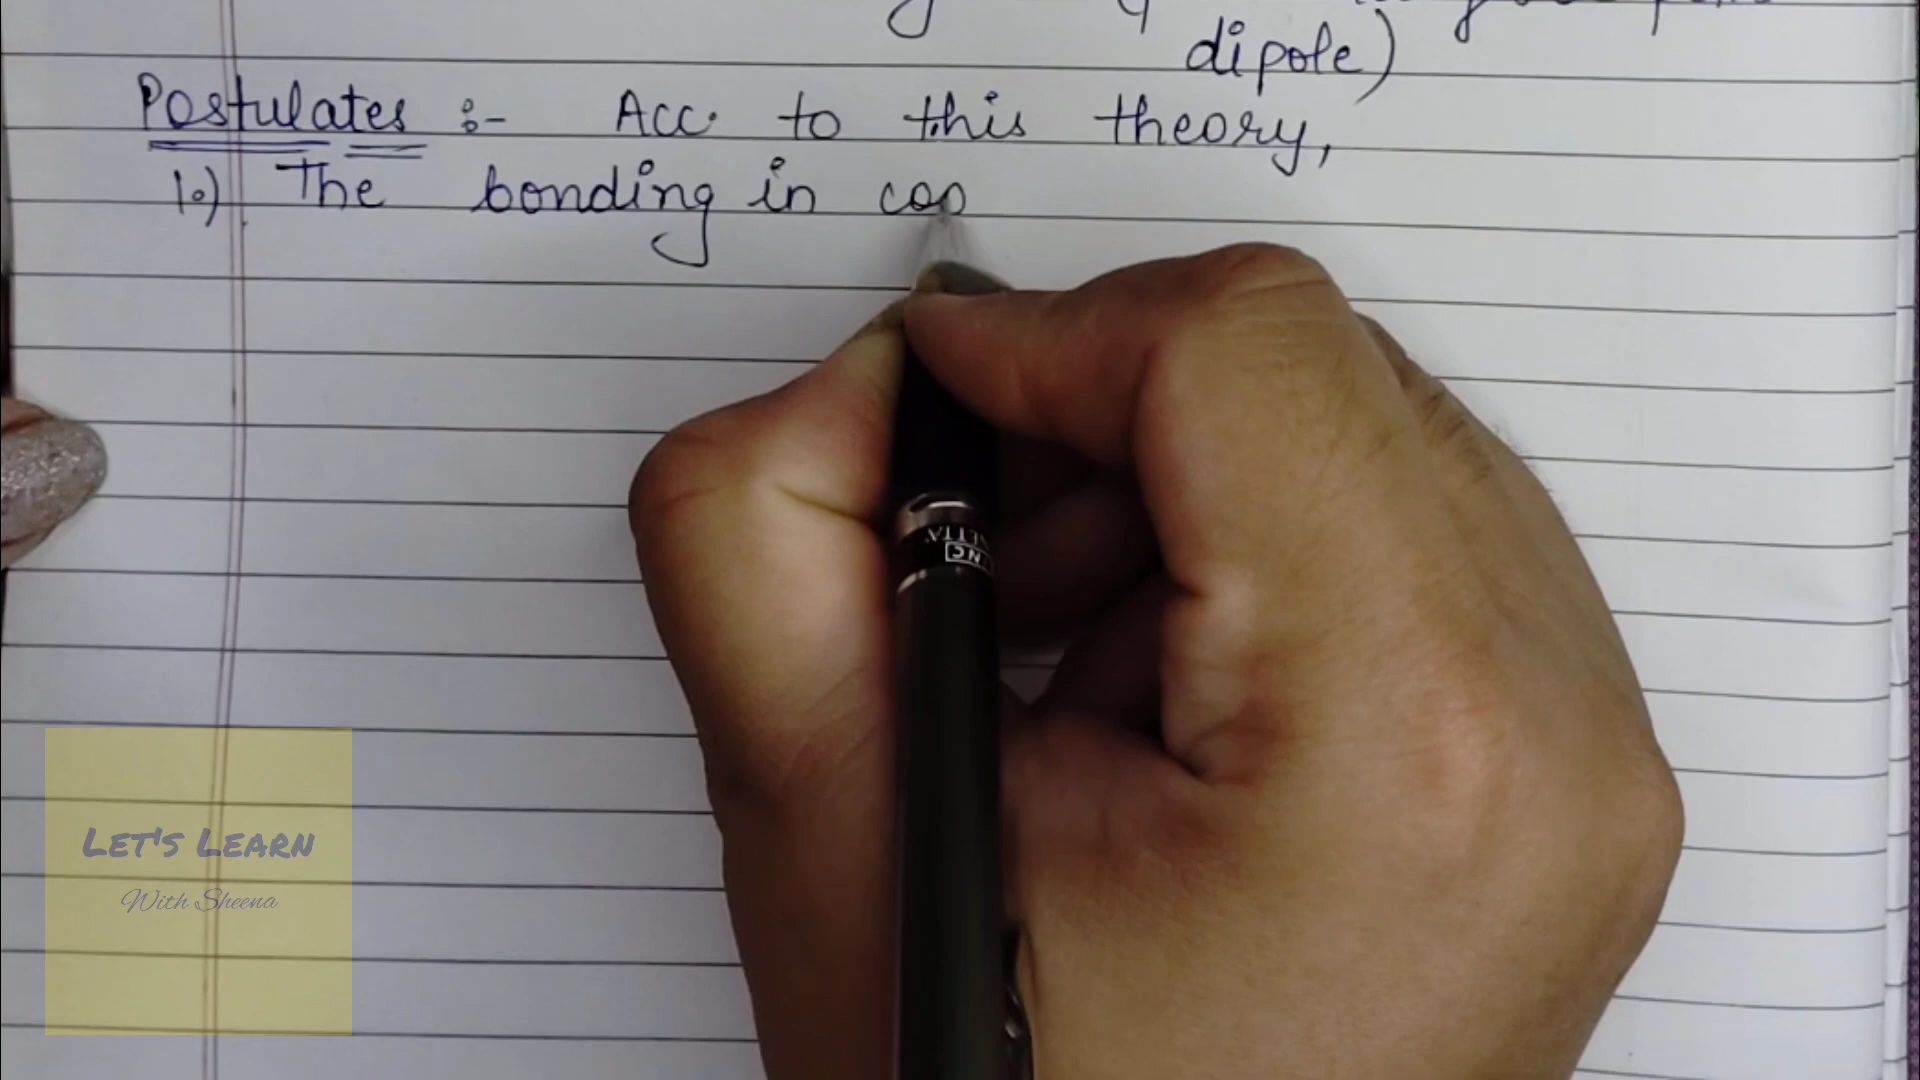 dipole)
Postulates :- Acc. to this theory,
1.) The bonding in coo
LET'S LEARN
With Sheena